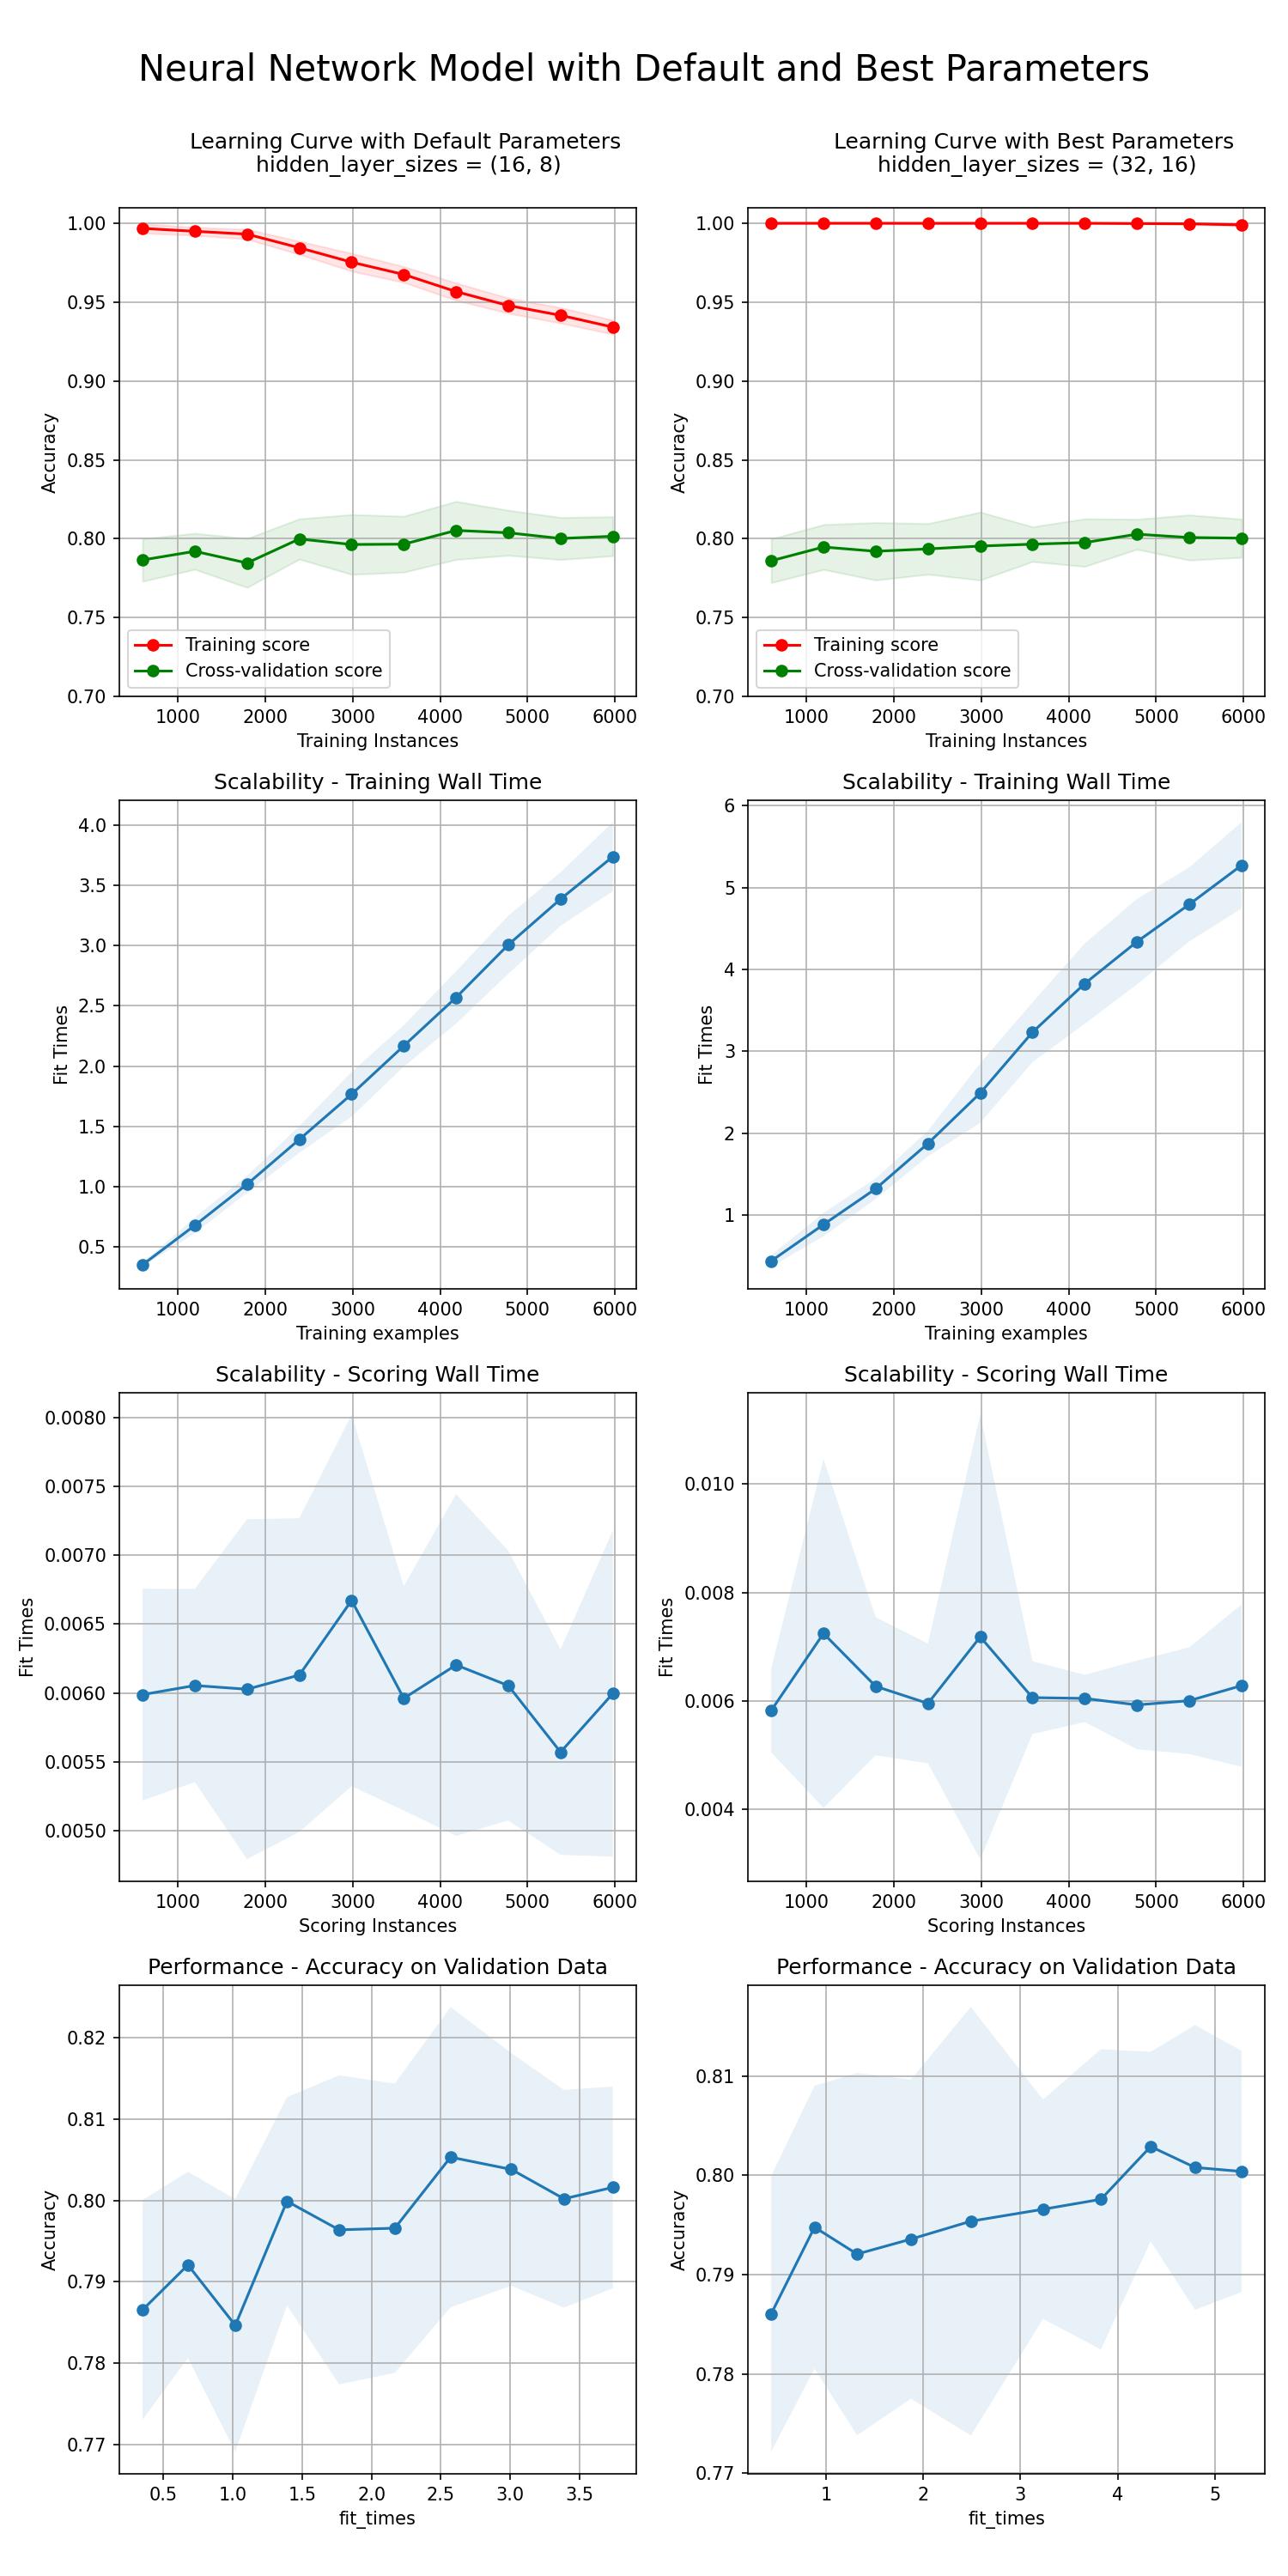 Neural Network Model with Default and Best Parameters
Learning Curve with Default Parameters
hidden_layer_sizes = (16, 8)
1.00
0.95
0.90
0.85
0.80
0.75
0.70
Accuracy
Training score
Cross-validation score
1000 2000 3000 4000 5000 6000
Training Instances
Learning Curve with Best Parameters
hidden_layer_sizes = (32, 16)
1.00
0.95
0.90
0.85
0.80
0.75
0.70
Accuracy
Training score
Cross-validation score
1000 2000 3000 4000 5000 6000
Training Instances
Scalability - Training Wall Time
4.0
3.5
3.0
2.5
2.0
1.5
1.0
0.5
Fit Times
1000 2000 3000 4000 5000 6000
Training examples
Scalability - Training Wall Time
6
5
4
3
2
1
Fit Times
1000 2000 3000 4000 5000 6000
Training examples
Scalability - Scoring Wall Time
0.0080
0.0075
0.0070
0.0065
0.0060
0.0055
0.0050
Fit Times
1000 2000 3000 4000 5000 6000
Scoring Instances
Scalability - Scoring Wall Time
0.010
0.008
0.006
0.004
Fit Times
1000 2000 3000 4000 5000 6000
Scoring Instances
Performance - Accuracy on Validation Data
0.82
0.81
0.80
0.79
0.78
0.77
Accuracy
0.5 1.0 1.5 2.0 2.5 3.0 3.5
fit_times
Performance - Accuracy on Validation Data
0.81
0.80
0.79
0.78
0.77
Accuracy
1 2 3 4 5
fit_times